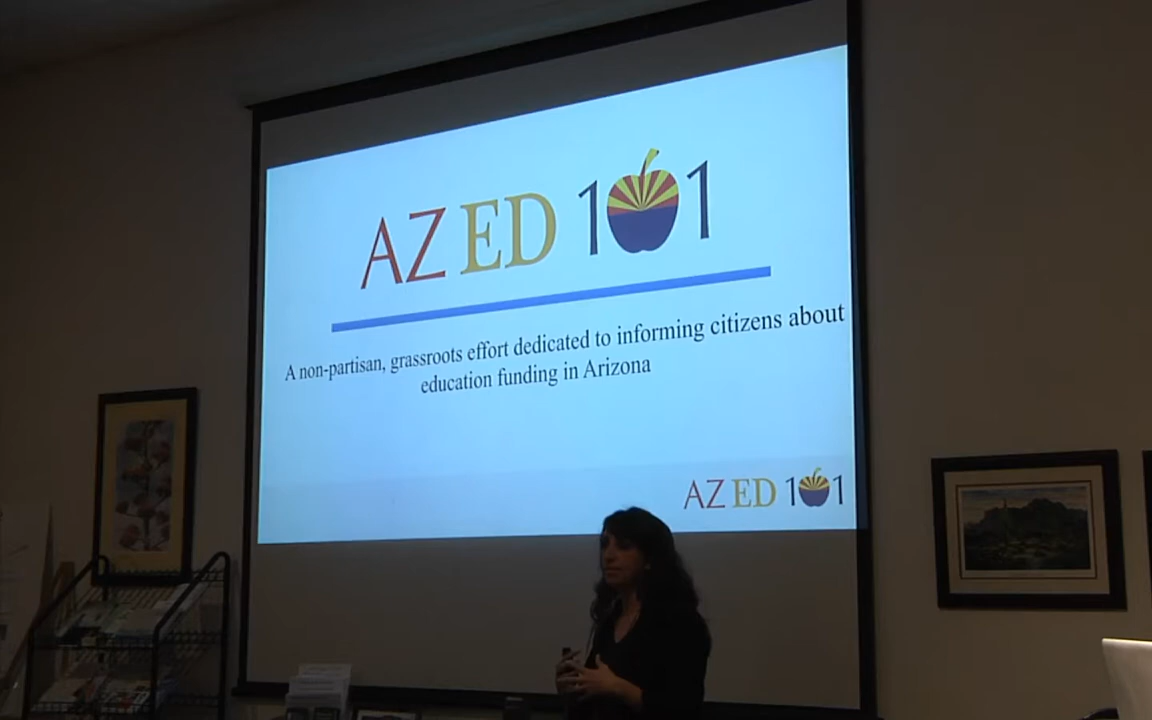 AZ ED 101
A non-partisan, grassroots effort dedicated to informing citizens about
education funding in Arizona
AZ ED 101